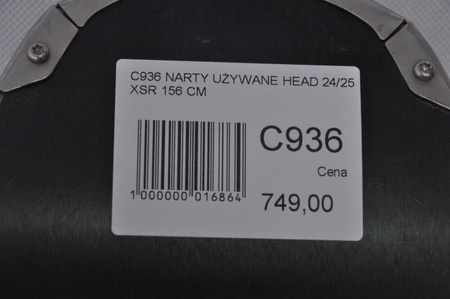 C936 NARTY UŻYWANE HEAD 24/25
XSR 156 CM
C936
Cena
749,00
1 000000 016864